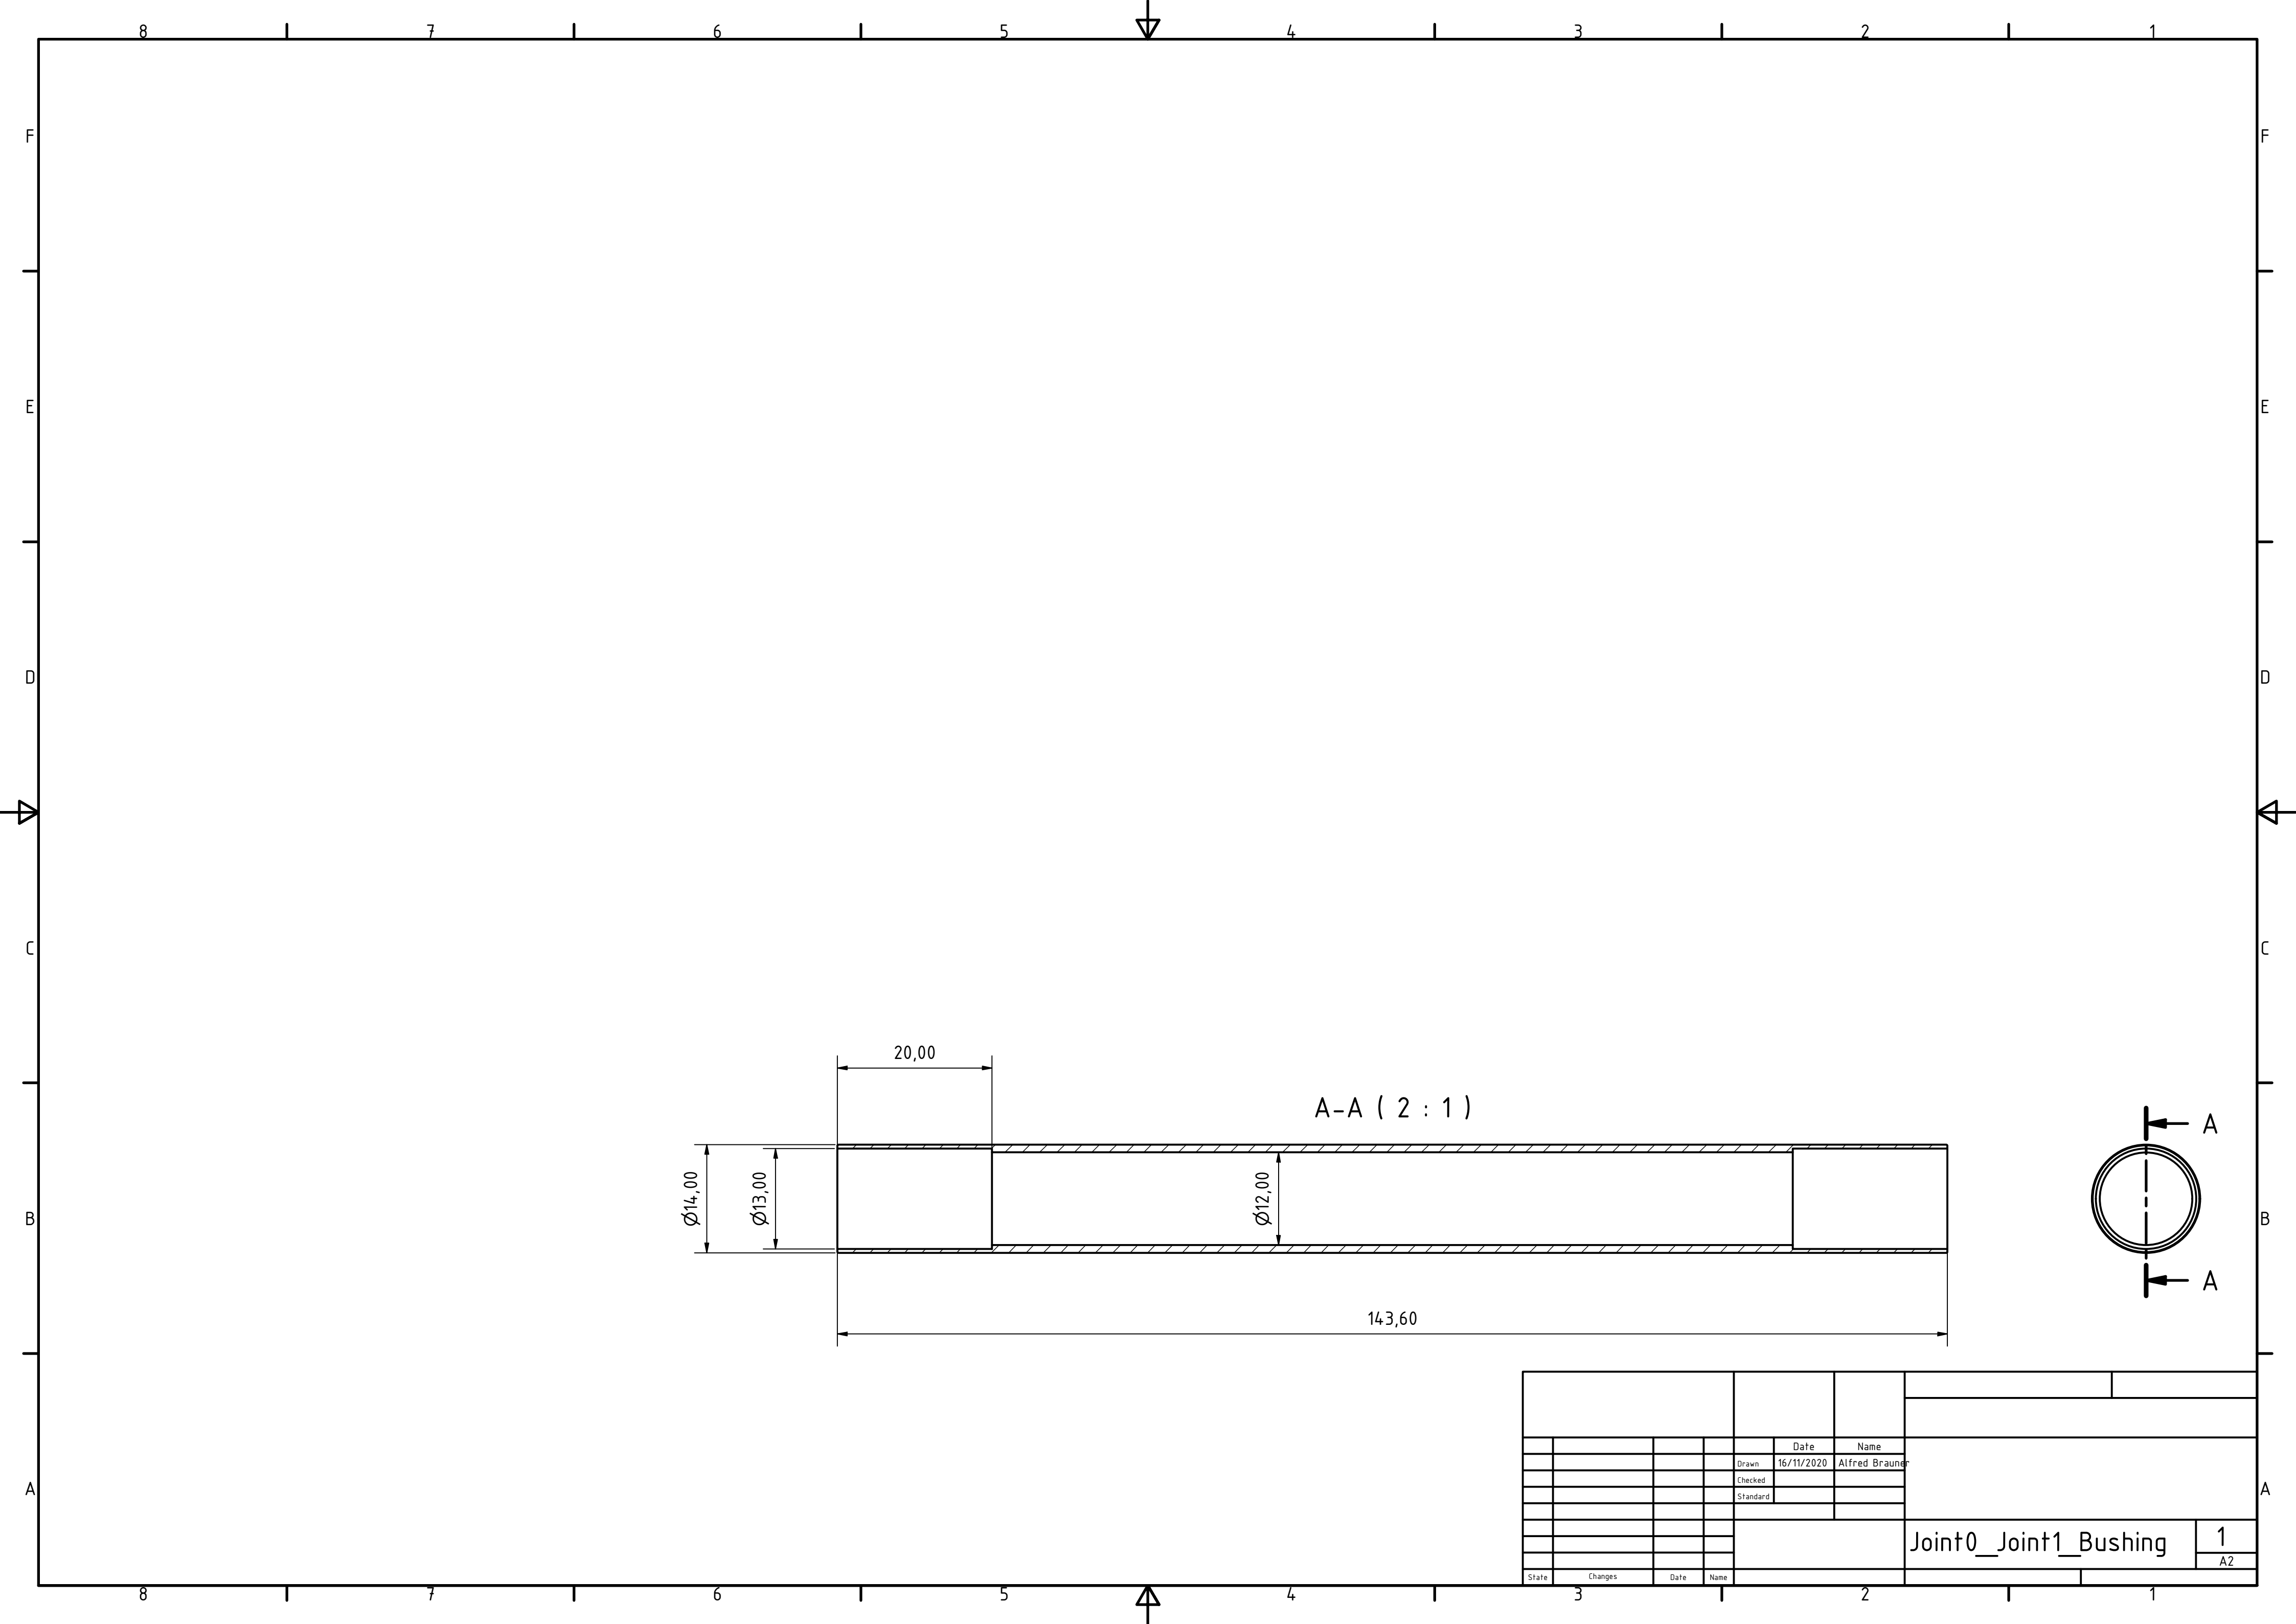 8 7 6 5 4 3 2 1
F F
E E
D D
C C
20,00
A-A ( 2 : 1 )
A
Ø14,00
Ø13,00
Ø12,00
B B
A
143,60
Date Name
Drawn 16/11/2020 Alfred Brauner
Checked
A A
Standard
Joint0_Joint1_Bushing 1
A2
State Changes Date Name
8 7 6 5 4 3 2 1